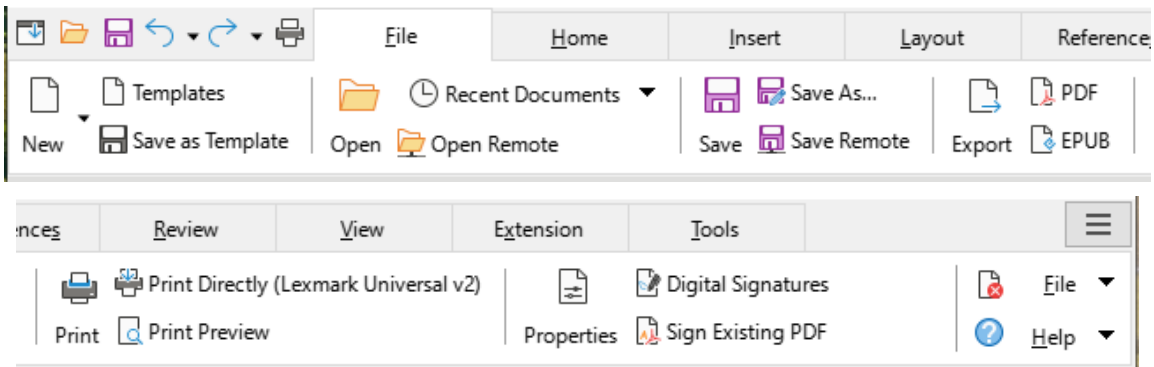 File Home Insert Layout References
New Templates Open Recent Documents Save Save As... Export PDF
Save as Template Open Remote Save Remote EPUB
ences Review View Extension Tools
Print Print Directly (Lexmark Universal v2) Properties Digital Signatures File
Print Preview Sign Existing PDF Help